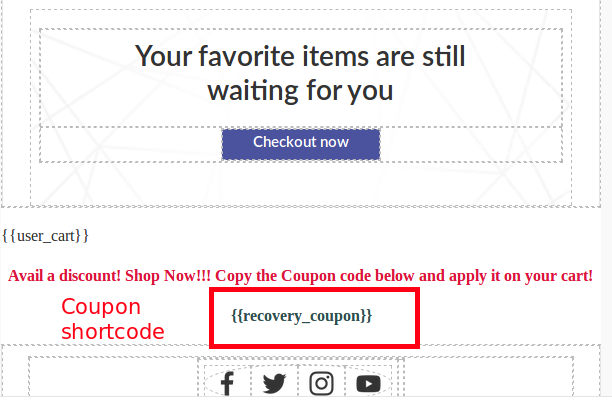 Your favorite items are still
waiting for you
Checkout now
{{user_cart}}
Avail a discount! Shop Now!!! Copy the Coupon code below and apply it on your cart!
Coupon
shortcode
{{recovery_coupon}}